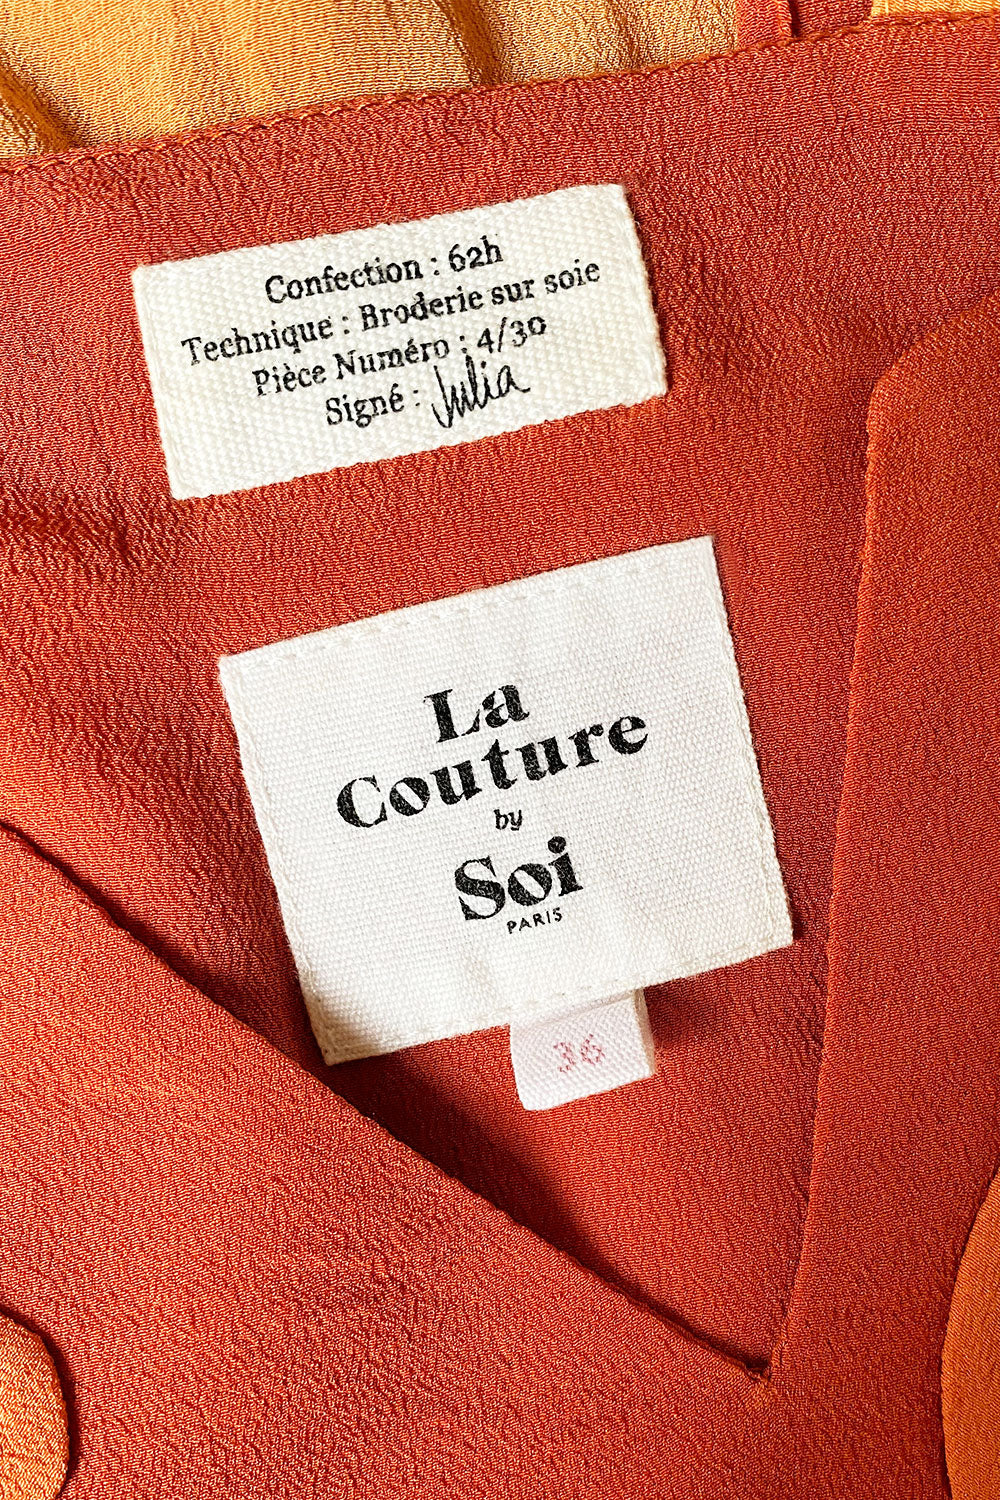 Confection : 62h
Technique : Broderie sur soie
Pièce Numéro : 4/30
Signé : Julia
La
Couture
by
Soi
PARIS
36